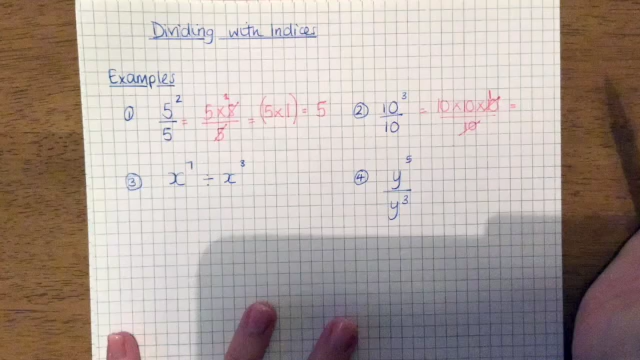 Dividing with Indices
Examples
① 5²/5 = 5×5/5 = (5×1) = 5
② 10³/10 = 10×10×10/10 =
③ x⁷ ÷ x³
④ y⁵/y³